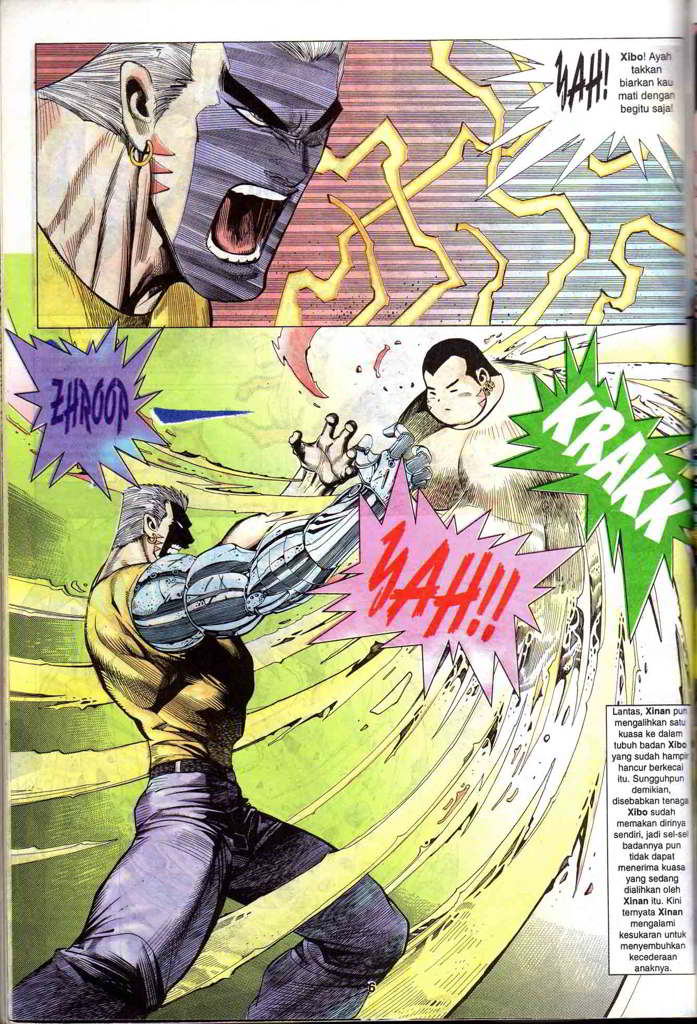 YAH!
Xibo! Ayah
takkan
biarkan kau
mati dengan
begitu saja!
ZHROOP
KRAKK
YAH!!
Lantas, Xinan pun
mengalihkan satu
kuasa ke dalam
tubuh badan Xibo
yang sudah hampir
hancur berkecai
itu. Sungguhpun
demikian,
disebabkan tenaga
Xibo sudah
memakan dirinya
sendiri, jadi sel-sel
badannya pun
tidak dapat
menerima kuasa
yang sedang
dialihkan oleh
Xinan itu. Kini
ternyata Xinan
mengalami
kesukaran untuk
menyembuhkan
kecederaan
anaknya.
6